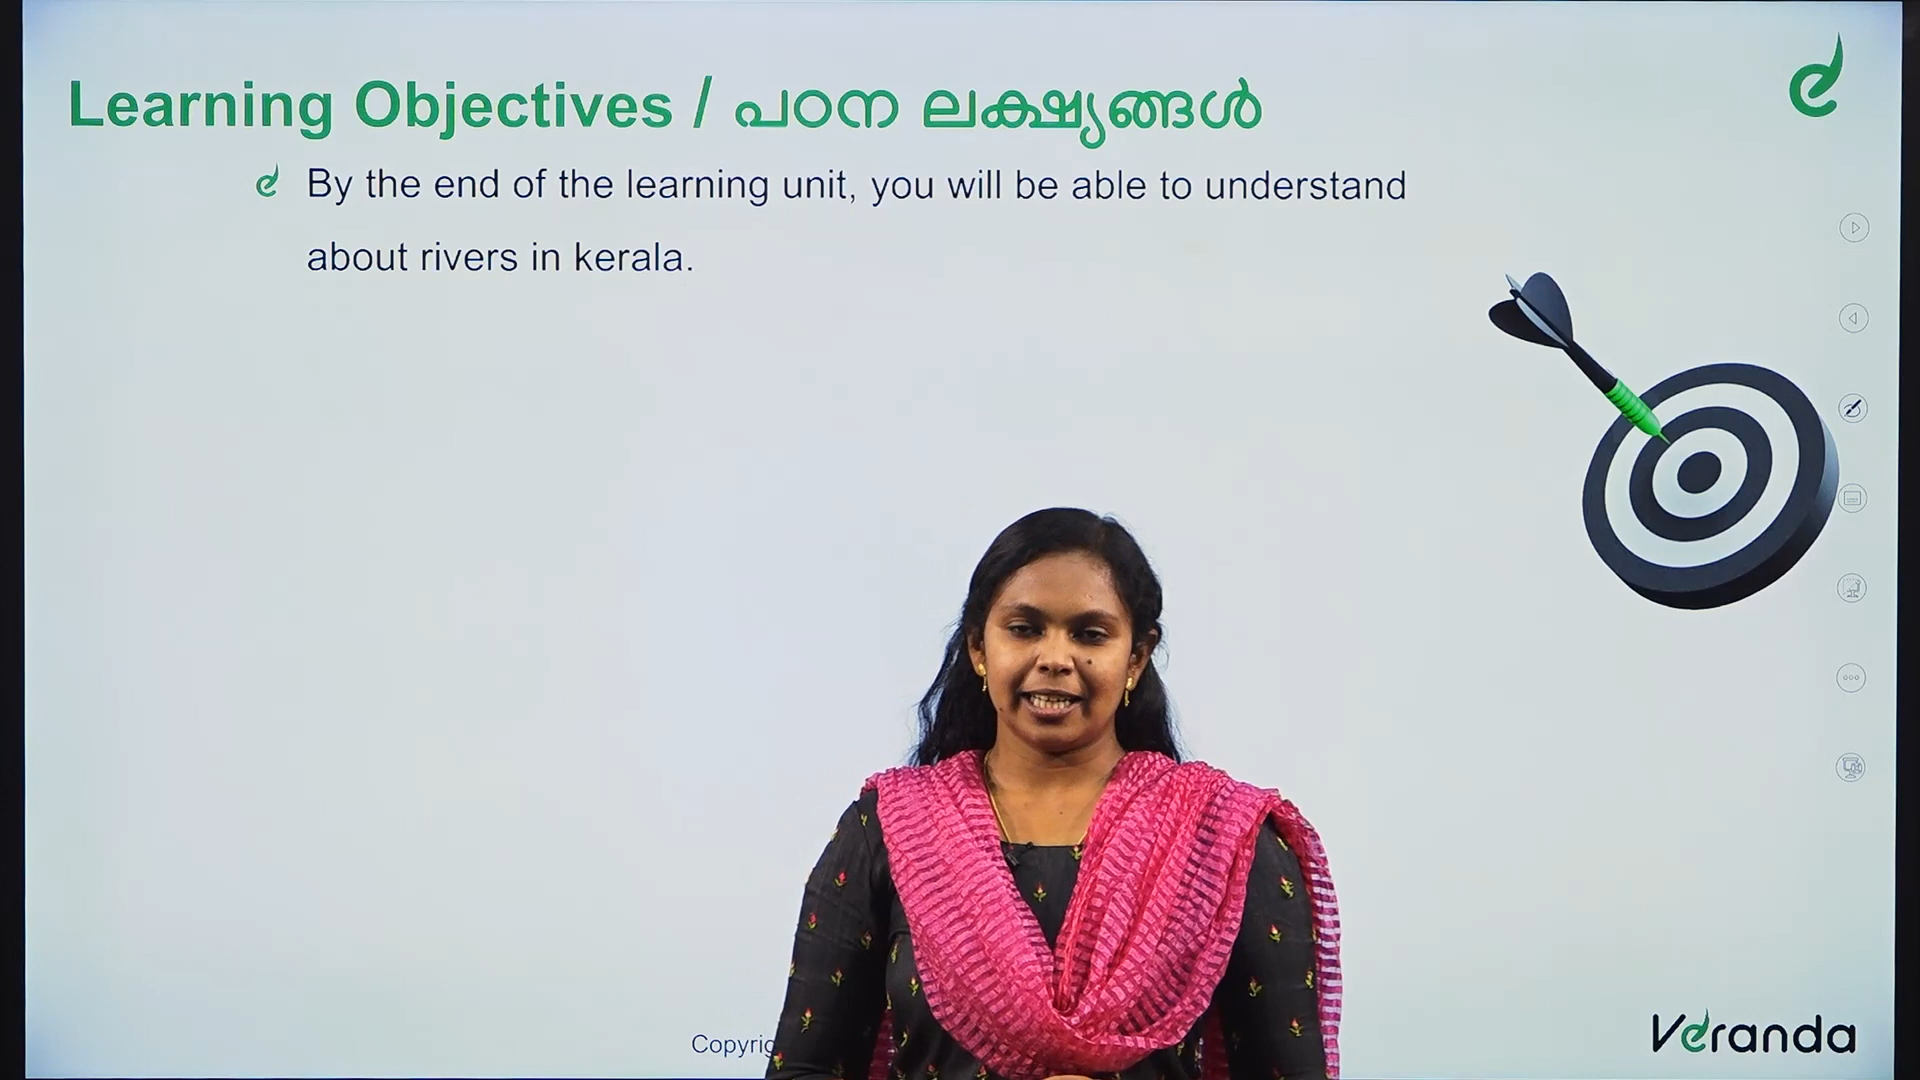 Learning Objectives / പഠന ലക്ഷ്യങ്ങൾ
By the end of the learning unit, you will be able to understand
about rivers in kerala.
Veranda